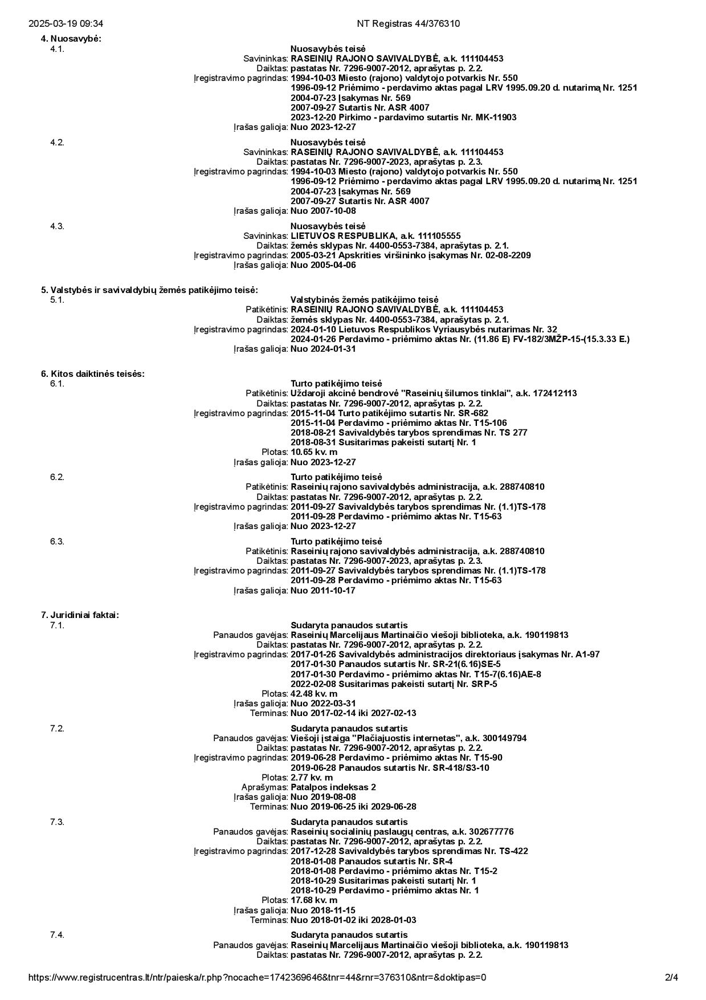 2025-03-19 09:34 NT Registras 44/376310
4. Nuosavybė:
4.1. Nuosavybės teisė
Savininkas: RASEINIŲ RAJONO SAVIVALDYBĖ, a.k. 111104453
Daiktas: pastatas Nr. 7296-9007-2012, aprašytas p. 2.2.
Įregistravimo pagrindas: 1994-10-03 Miesto (rajono) valdytojo potvarkis Nr. 550
1996-09-12 Priėmimo - perdavimo aktas pagal LRV 1995.09.20 d. nutarimą Nr. 1251
2004-07-23 Įsakymas Nr. 569
2007-09-27 Sutartis Nr. ASR 4007
2023-12-20 Pirkimo - pardavimo sutartis Nr. MK-11903
Įrašas galioja: Nuo 2023-12-27
4.2. Nuosavybės teisė
Savininkas: RASEINIŲ RAJONO SAVIVALDYBĖ, a.k. 111104453
Daiktas: pastatas Nr. 7296-9007-2023, aprašytas p. 2.3.
Įregistravimo pagrindas: 1994-10-03 Miesto (rajono) valdytojo potvarkis Nr. 550
1996-09-12 Priėmimo - perdavimo aktas pagal LRV 1995.09.20 d. nutarimą Nr. 1251
2004-07-23 Įsakymas Nr. 569
2007-09-27 Sutartis Nr. ASR 4007
Įrašas galioja: Nuo 2007-10-08
4.3. Nuosavybės teisė
Savininkas: LIETUVOS RESPUBLIKA, a.k. 111105555
Daiktas: žemės sklypas Nr. 4400-0553-7384, aprašytas p. 2.1.
Įregistravimo pagrindas: 2005-03-21 Apskrities viršininko įsakymas Nr. 02-08-2209
Įrašas galioja: Nuo 2005-04-06
5. Valstybės ir savivaldybių žemės patikėjimo teisė:
5.1. Valstybinės žemės patikėjimo teisė
Patikėtinis: RASEINIŲ RAJONO SAVIVALDYBĖ, a.k. 111104453
Daiktas: žemės sklypas Nr. 4400-0553-7384, aprašytas p. 2.1.
Įregistravimo pagrindas: 2024-01-10 Lietuvos Respublikos Vyriausybės nutarimas Nr. 32
2024-01-26 Perdavimo - priėmimo aktas Nr. (11.86 E) FV-182/3MŽP-15-(15.3.33 E.)
Įrašas galioja: Nuo 2024-01-31
6. Kitos daiktinės teisės:
6.1. Turto patikėjimo teisė
Patikėtinis: Uždaroji akcinė bendrovė "Raseinių šilumos tinklai", a.k. 172412113
Daiktas: pastatas Nr. 7296-9007-2012, aprašytas p. 2.2.
Įregistravimo pagrindas: 2015-11-04 Turto patikėjimo sutartis Nr. SR-682
2015-11-04 Perdavimo - priėmimo aktas Nr. T15-106
2018-08-21 Savivaldybės tarybos sprendimas Nr. TS 277
2018-08-31 Susitarimas pakeisti sutartį Nr. 1
Plotas: 10.65 kv. m
Įrašas galioja: Nuo 2023-12-27
6.2. Turto patikėjimo teisė
Patikėtinis: Raseinių rajono savivaldybės administracija, a.k. 288740810
Daiktas: pastatas Nr. 7296-9007-2012, aprašytas p. 2.2.
Įregistravimo pagrindas: 2011-09-27 Savivaldybės tarybos sprendimas Nr. (1.1)TS-178
2011-09-28 Perdavimo - priėmimo aktas Nr. T15-63
Įrašas galioja: Nuo 2023-12-27
6.3. Turto patikėjimo teisė
Patikėtinis: Raseinių rajono savivaldybės administracija, a.k. 288740810
Daiktas: pastatas Nr. 7296-9007-2023, aprašytas p. 2.3.
Įregistravimo pagrindas: 2011-09-27 Savivaldybės tarybos sprendimas Nr. (1.1)TS-178
2011-09-28 Perdavimo - priėmimo aktas Nr. T15-63
Įrašas galioja: Nuo 2011-10-17
7. Juridiniai faktai:
7.1. Sudaryta panaudos sutartis
Panaudos gavėjas: Raseinių Marcelijaus Martinaičio viešoji biblioteka, a.k. 190119813
Daiktas: pastatas Nr. 7296-9007-2012, aprašytas p. 2.2.
Įregistravimo pagrindas: 2017-01-26 Savivaldybės administracijos direktoriaus įsakymas Nr. A1-97
2017-01-30 Panaudos sutartis Nr. SR-21(6.16)SE-5
2017-01-30 Perdavimo - priėmimo aktas Nr. T15-7(6.16)AE-8
2022-02-08 Susitarimas pakeisti sutartį Nr. SRP-5
Plotas: 42.48 kv. m
Įrašas galioja: Nuo 2022-03-31
Terminas: Nuo 2017-02-14 iki 2027-02-13
7.2. Sudaryta panaudos sutartis
Panaudos gavėjas: Viešoji įstaiga "Plačiajuostis internetas", a.k. 300149794
Daiktas: pastatas Nr. 7296-9007-2012, aprašytas p. 2.2.
Įregistravimo pagrindas: 2019-06-28 Perdavimo - priėmimo aktas Nr. T15-90
2019-06-28 Panaudos sutartis Nr. SR-418/S3-10
Plotas: 2.77 kv. m
Aprašymas: Patalpos indeksas 2
Įrašas galioja: Nuo 2019-08-08
Terminas: Nuo 2019-06-25 iki 2029-06-28
7.3. Sudaryta panaudos sutartis
Panaudos gavėjas: Raseinių socialinių paslaugų centras, a.k. 302677776
Daiktas: pastatas Nr. 7296-9007-2012, aprašytas p. 2.2.
Įregistravimo pagrindas: 2017-12-28 Savivaldybės tarybos sprendimas Nr. TS-422
2018-01-08 Panaudos sutartis Nr. SR-4
2018-01-08 Perdavimo - priėmimo aktas Nr. T15-2
2018-10-29 Susitarimas pakeisti sutartį Nr. 1
2018-10-29 Perdavimo - priėmimo aktas Nr. 1
Plotas: 17.68 kv. m
Įrašas galioja: Nuo 2018-11-15
Terminas: Nuo 2018-01-02 iki 2028-01-03
7.4. Sudaryta panaudos sutartis
Panaudos gavėjas: Raseinių Marcelijaus Martinaičio viešoji biblioteka, a.k. 190119813
Daiktas: pastatas Nr. 7296-9007-2012, aprašytas p. 2.2.
https://www.registrucentras.lt/ntr/paieska/r.php?nocache=1742369646&tnr=44&rnr=376310&ntr=&doktipas=0 2/4